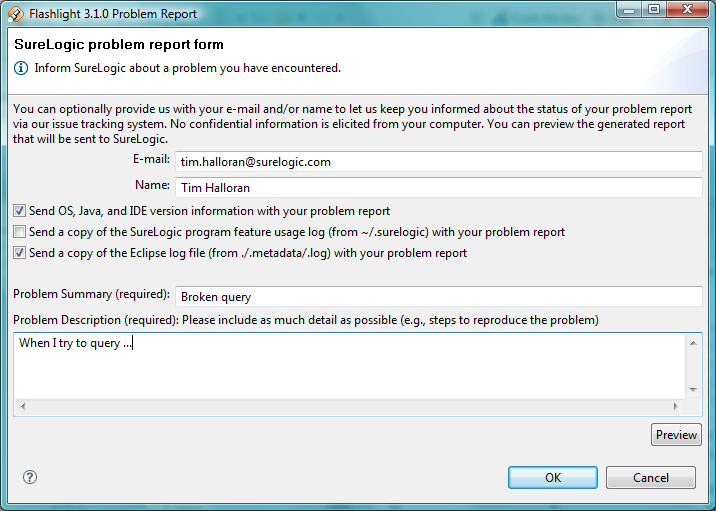 Flashlight 3.1.0 Problem Report
SureLogic problem report form
Inform SureLogic about a problem you have encountered.
You can optionally provide us with your e-mail and/or name to let us keep you informed about the status of your problem report
via our issue tracking system. No confidential information is elicited from your computer. You can preview the generated report
that will be sent to SureLogic.
E-mail: tim.halloran@surelogic.com
Name: Tim Halloran
Send OS, Java, and IDE version information with your problem report
Send a copy of the SureLogic program feature usage log (from ~/.surelogic) with your problem report
Send a copy of the Eclipse log file (from ./.metadata/.log) with your problem report
Problem Summary (required): Broken query
Problem Description (required): Please include as much detail as possible (e.g., steps to reproduce the problem)
When I try to query ...
Preview
? OK Cancel